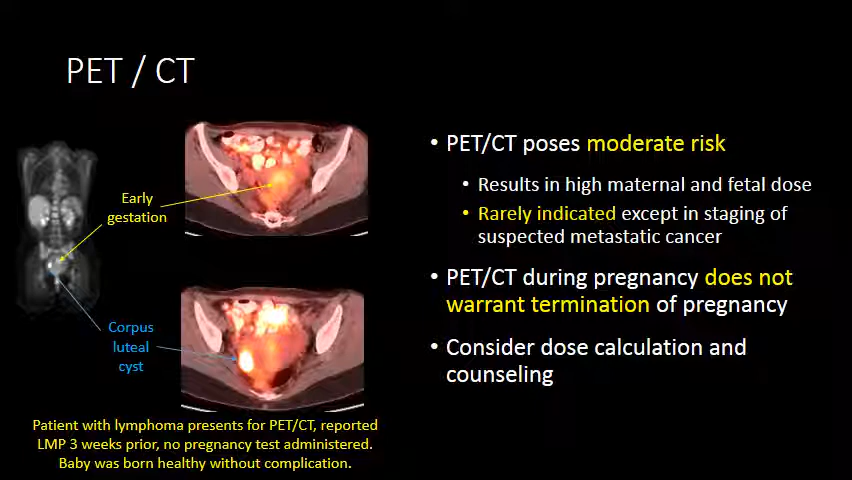 PET / CT
Early
gestation
Corpus
luteal
cyst
Patient with lymphoma presents for PET/CT, reported
LMP 3 weeks prior, no pregnancy test administered.
Baby was born healthy without complication.
• PET/CT poses moderate risk
• Results in high maternal and fetal dose
• Rarely indicated except in staging of
suspected metastatic cancer
• PET/CT during pregnancy does not
warrant termination of pregnancy
• Consider dose calculation and
counseling